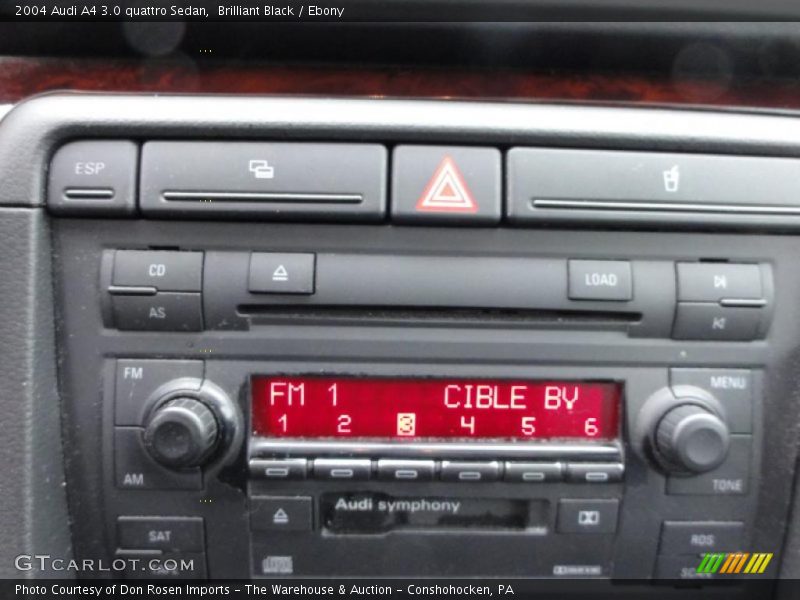 2004 Audi A4 3.0 quattro Sedan,  Brilliant Black / Ebony
ESP
CD
LOAD
AS
FM
MENU
FM 1 CIBLE BY
1 2 3 4 5 6
AM
TONE
Audi symphony
SAT
RDS
SCAN
GTCARLOT.COM
Photo Courtesy of Don Rosen Imports - The Warehouse & Auction - Conshohocken, PA